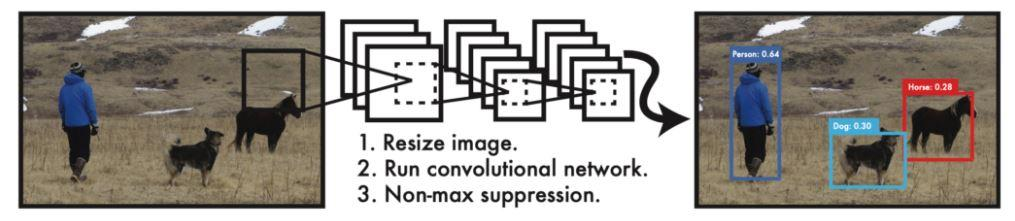 1. Resize image.
2. Run convolutional network.
3. Non-max suppression.
Person: 0.64
Horse: 0.28
Dog: 0.30